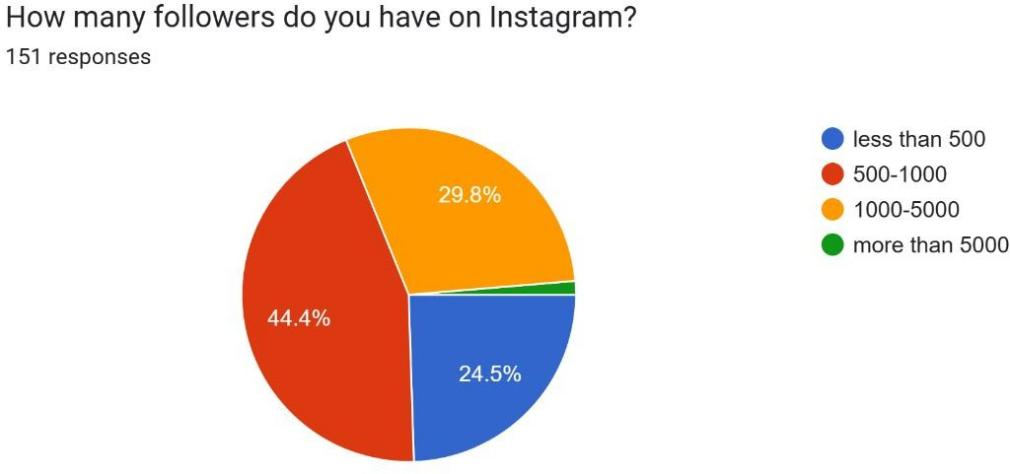 How many followers do you have on Instagram?
151 responses
29.8%
44.4%
24.5%
less than 500
500-1000
1000-5000
more than 5000